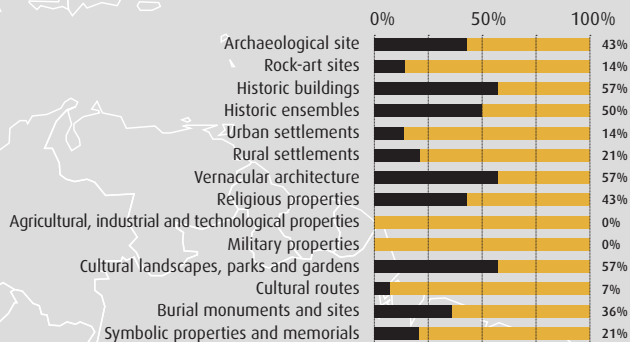 0% 50% 100%
Archaeological site 43%
Rock-art sites 14%
Historic buildings 57%
Historic ensembles 50%
Urban settlements 14%
Rural settlements 21%
Vernacular architecture 57%
Religious properties 43%
Agricultural, industrial and technological properties 0%
Military properties 0%
Cultural landscapes, parks and gardens 57%
Cultural routes 7%
Burial monuments and sites 36%
Symbolic properties and memorials 21%